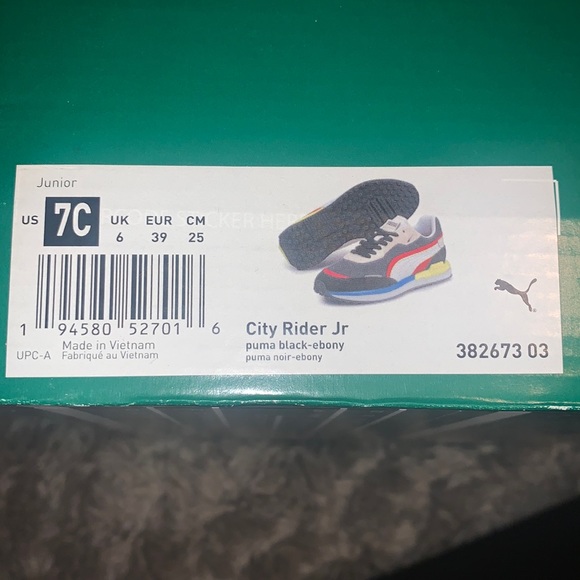 Junior
US 7C UK EUR CM
6 39 25
1 94580 52701 6
UPC-A Made in Vietnam
Fabriqué au Vietnam
City Rider Jr
puma black-ebony
puma noir-ebony
382673 03